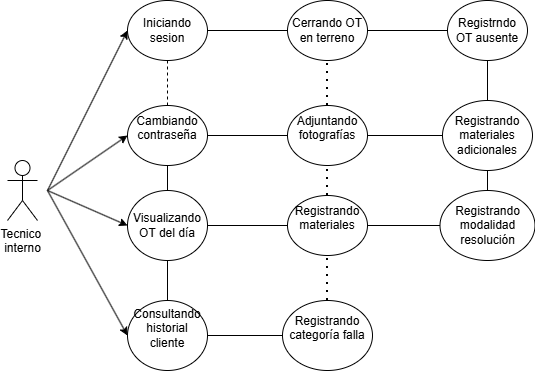 Iniciando
sesion
Cerrando OT
en terreno
Registrndo
OT ausente
Cambiando
contraseña
Adjuntando
fotografías
Registrando
materiales
adicionales
Tecnico
interno
Visualizando
OT del día
Registrando
materiales
Registrando
modalidad
resolución
Consultando
historial
cliente
Registrando
categoría falla